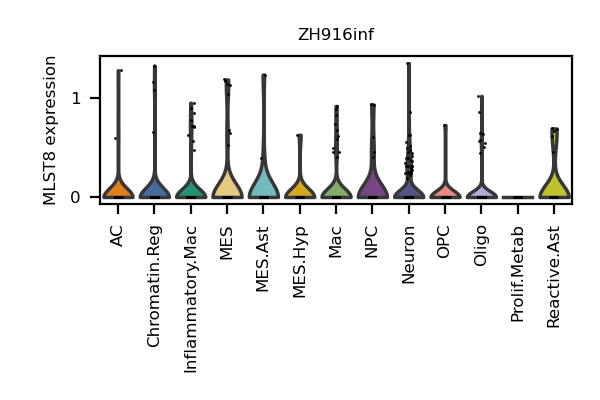 ZH916inf
MLST8 expression
1
0
AC
Chromatin.Reg
Inflammatory.Mac
MES
MES.Ast
MES.Hyp
Mac
NPC
Neuron
OPC
Oligo
Prolif.Metab
Reactive.Ast